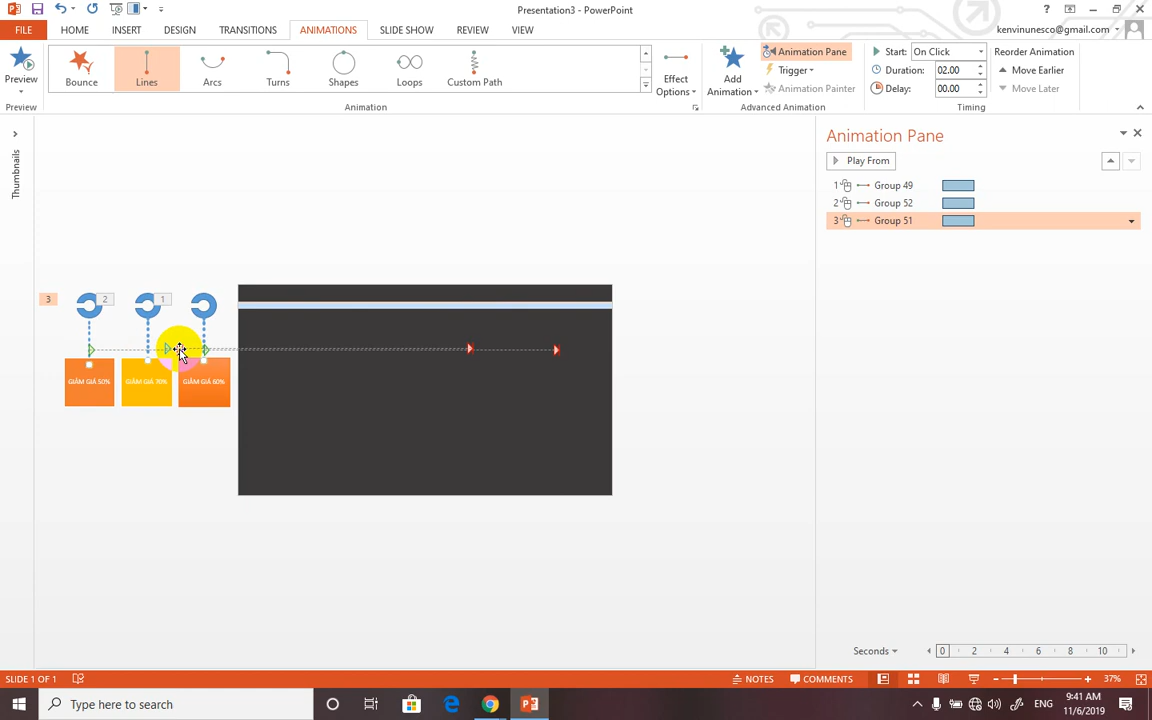 Presentation3 - PowerPoint
?
FILE HOME INSERT DESIGN TRANSITIONS ANIMATIONS SLIDE SHOW REVIEW VIEW
kenvinunesco@gmail.com
Preview
Bounce Lines Arcs Turns Shapes Loops Custom Path
Effect Options
Add Animation
Animation Pane
Trigger
Animation Painter
Start: On Click
Duration: 02.00
Delay: 00.00
Reorder Animation
Move Earlier
Move Later
Preview Animation Advanced Animation Timing
Thumbnails
Animation Pane
Play From
1 Group 49
2 Group 52
3 Group 51
3 2 1
GIẢM GIÁ 50% GIẢM GIÁ 70% GIẢM GIÁ 60%
Seconds 0 2 4 6 8 10
SLIDE 1 OF 1 NOTES COMMENTS 37%
Type here to search
ENG
9:41 AM
11/6/2019